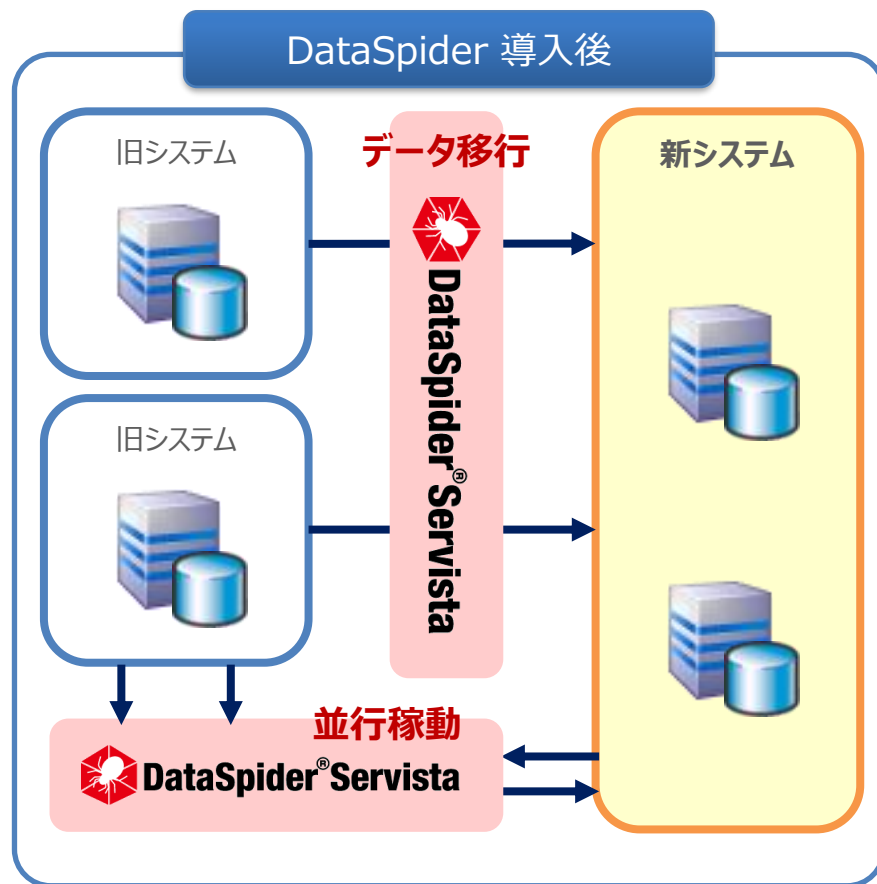 DataSpider 導入後
旧システム
データ移行
新システム
DataSpider®Servista
旧システム
並行稼動
DataSpider®Servista